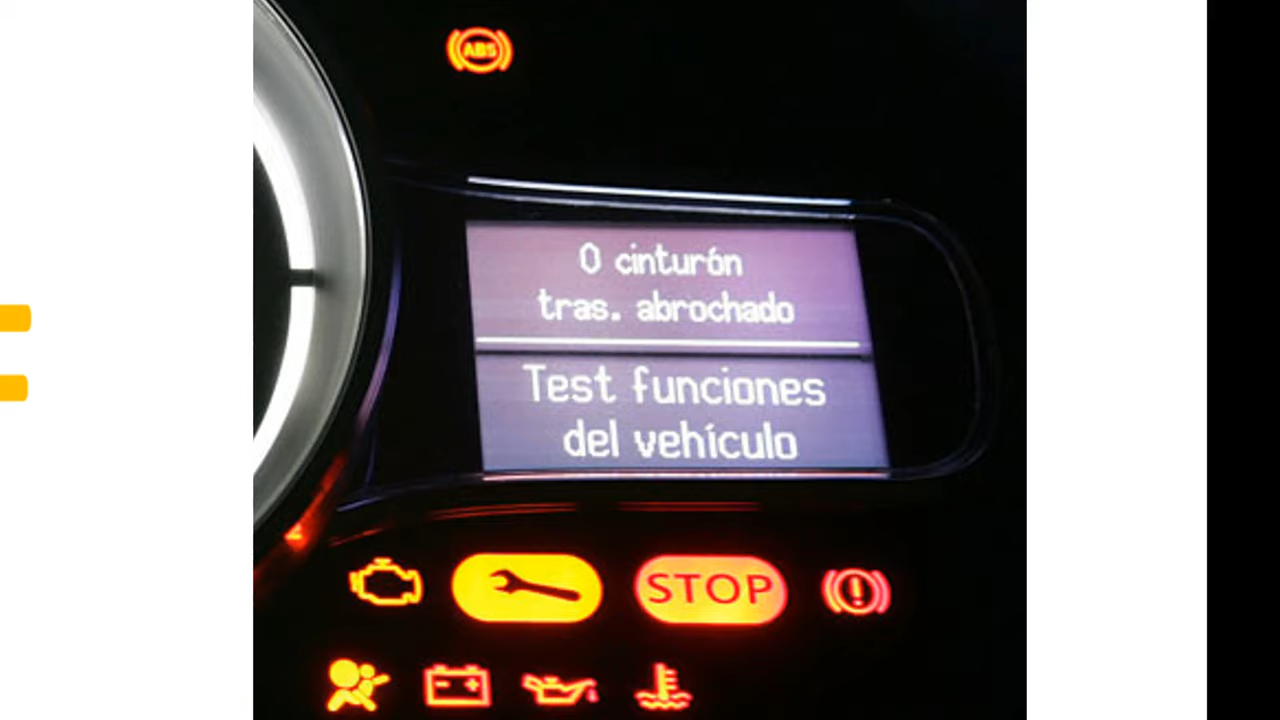 ABS
0 cinturón
tras. abrochado
Test funciones
del vehículo
STOP